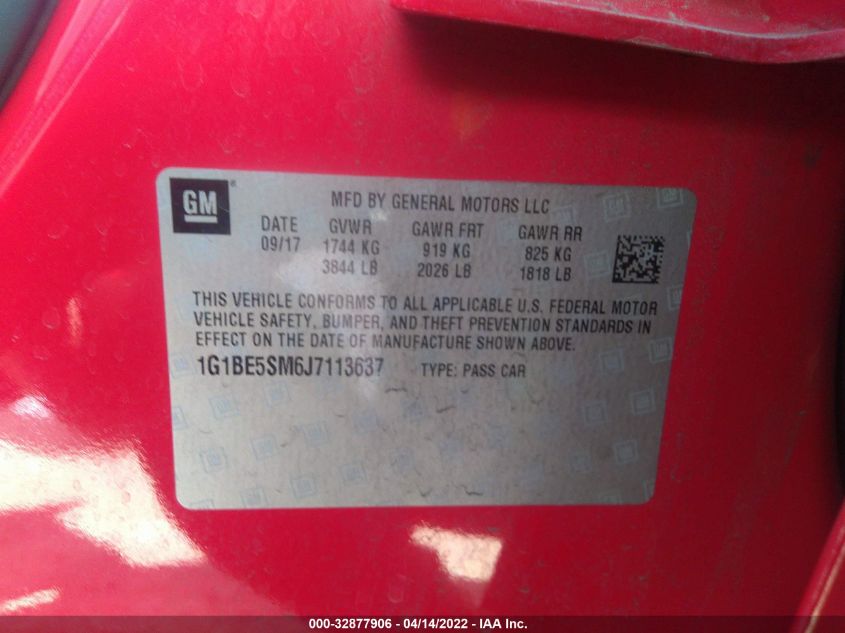 GM®
MFD BY GENERAL MOTORS LLC
DATE GVWR GAWR FRT GAWR RR
09/17 1744 KG 919 KG 825 KG
3844 LB 2026 LB 1818 LB
THIS VEHICLE CONFORMS TO ALL APPLICABLE U.S. FEDERAL MOTOR
VEHICLE SAFETY, BUMPER, AND THEFT PREVENTION STANDARDS IN
EFFECT ON THE DATE OF MANUFACTURE SHOWN ABOVE.
1G1BE5SM6J7113637 TYPE: PASS CAR
000-32877906 - 04/14/2022 - IAA Inc.